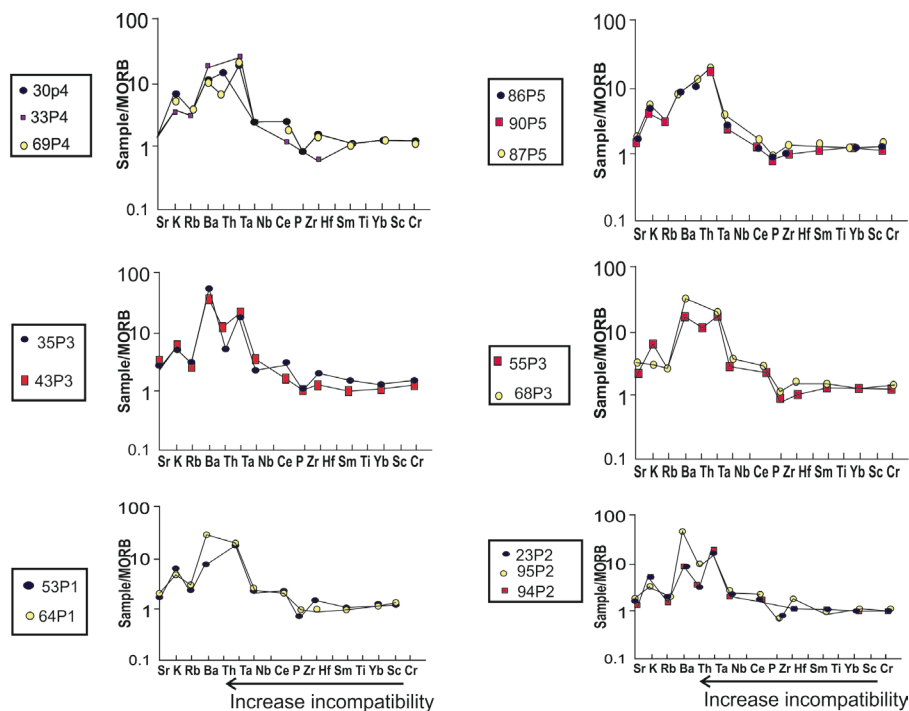 100
10
1
0.1
Sample/MORB
Sr K Rb Ba Th Ta Nb Ce P Zr Hf Sm Ti Yb Sc Cr
30p4
33P4
69P4
100
10
1
0.1
Sample/MORB
Sr K Rb Ba Th Ta Nb Ce P Zr Hf Sm Ti Yb Sc Cr
86P5
90P5
87P5
100
10
1
0.1
Sample/MORB
Sr K Rb Ba Th Ta Nb Ce P Zr Hf Sm Ti Yb Sc Cr
35P3
43P3
100
10
1
0.1
Sample/MORB
Sr K Rb Ba Th Ta Nb Ce P Zr Hf Sm Ti Yb Sc Cr
55P3
68P3
100
10
1
0.1
Sample/MORB
Sr K Rb Ba Th Ta Nb Ce P Zr Hf Sm Ti Yb Sc Cr
53P1
64P1
Increase incompatibility
100
10
1
0.1
Sample/MORB
Sr K Rb Ba Th Ta Nb Ce P Zr Hf Sm Ti Yb Sc Cr
23P2
95P2
94P2
Increase incompatibility